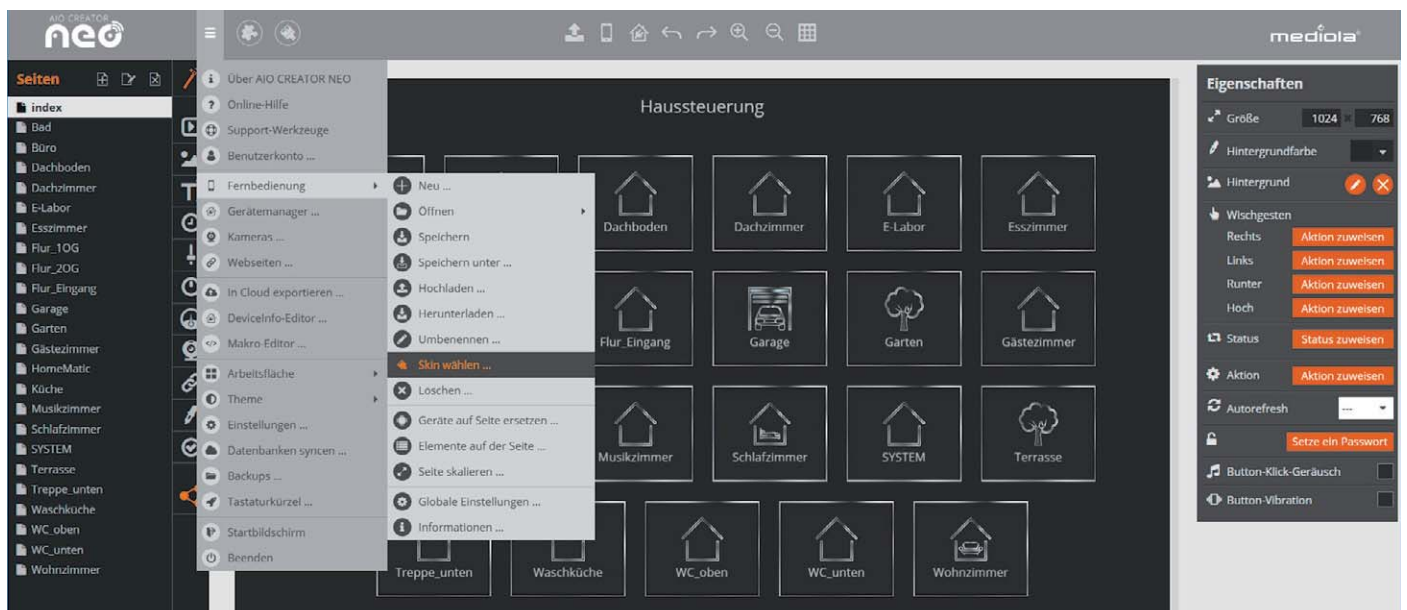 AIO CREATOR
neo
mediola
Seiten
index
Bad
Büro
Dachboden
Dachzimmer
E-Labor
Esszimmer
Flur_1OG
Flur_2OG
Flur_Eingang
Garage
Garten
Gästezimmer
HomeMatic
Küche
Musikzimmer
Schlafzimmer
SYSTEM
Terrasse
Treppe_unten
Waschküche
WC_oben
WC_unten
Wohnzimmer
Über AIO CREATOR NEO
Online-Hilfe
Support-Werkzeuge
Benutzerkonto ...
Fernbedienung
Gerätemanager ...
Kameras ...
Webseiten ...
In Cloud exportieren ...
DeviceInfo-Editor ...
Makro-Editor ...
Arbeitsfläche
Theme
Einstellungen ...
Datenbanken syncen ...
Backups ...
Tastaturkürzel ...
Startbildschirm
Beenden
Neu ...
Öffnen
Speichern
Speichern unter ...
Hochladen ...
Herunterladen ...
Umbenennen ...
Skin wählen ...
Löschen ...
Geräte auf Seite ersetzen ...
Elemente auf der Seite ...
Seite skalieren ...
Globale Einstellungen ...
Informationen ...
Haussteuerung
Dachboden
Dachzimmer
E-Labor
Esszimmer
Flur_Eingang
Garage
Garten
Gästezimmer
Musikzimmer
Schlafzimmer
SYSTEM
Terrasse
Treppe_unten
Waschküche
WC_oben
WC_unten
Wohnzimmer
Eigenschaften
Größe 1024 × 768
Hintergrundfarbe
Hintergrund
Wischgesten
Rechts Aktion zuweisen
Links Aktion zuweisen
Runter Aktion zuweisen
Hoch Aktion zuweisen
Status Status zuweisen
Aktion Aktion zuweisen
Autorefresh ---
Setze ein Passwort
Button-Klick-Geräusch
Button-Vibration